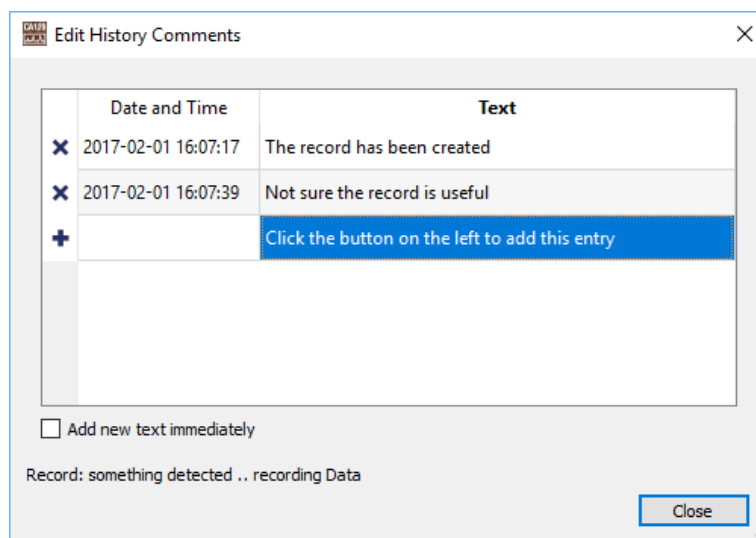 CA120
Edit History Comments
Date and Time Text
2017-02-01 16:07:17 The record has been created
2017-02-01 16:07:39 Not sure the record is useful
Click the button on the left to add this entry
Add new text immediately
Record: something detected .. recording Data
Close